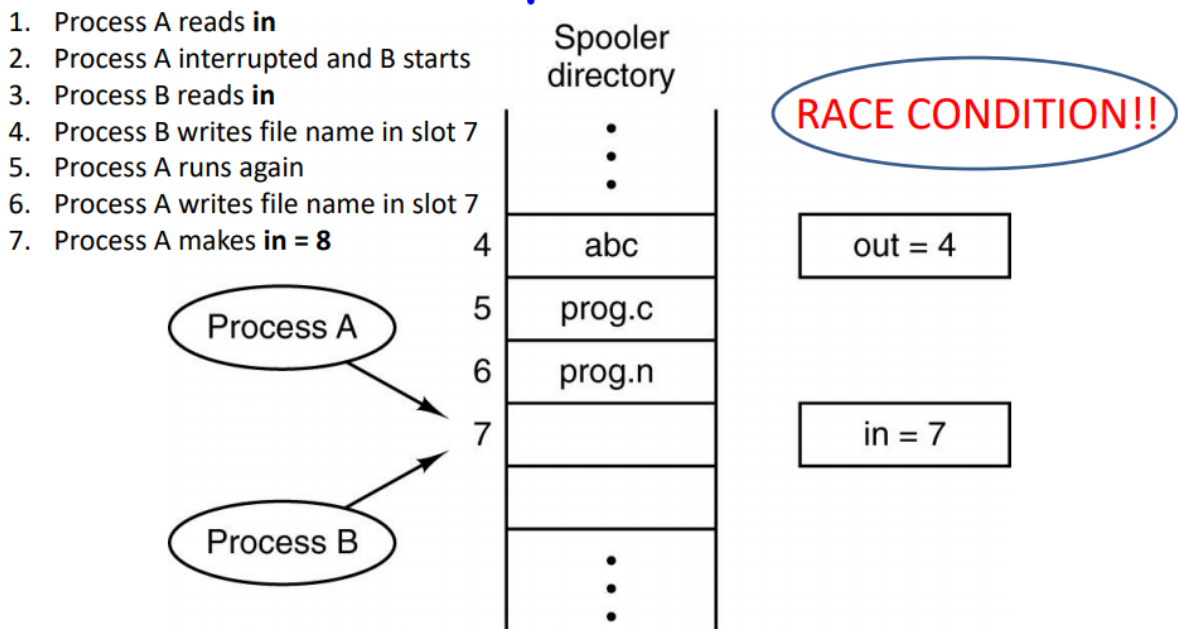 1. Process A reads in
2. Process A interrupted and B starts
3. Process B reads in
4. Process B writes file name in slot 7
5. Process A runs again
6. Process A writes file name in slot 7
7. Process A makes in = 8
Spooler
directory
RACE CONDITION!!
4 abc
out = 4
5 prog.c
Process A
6 prog.n
7
in = 7
Process B